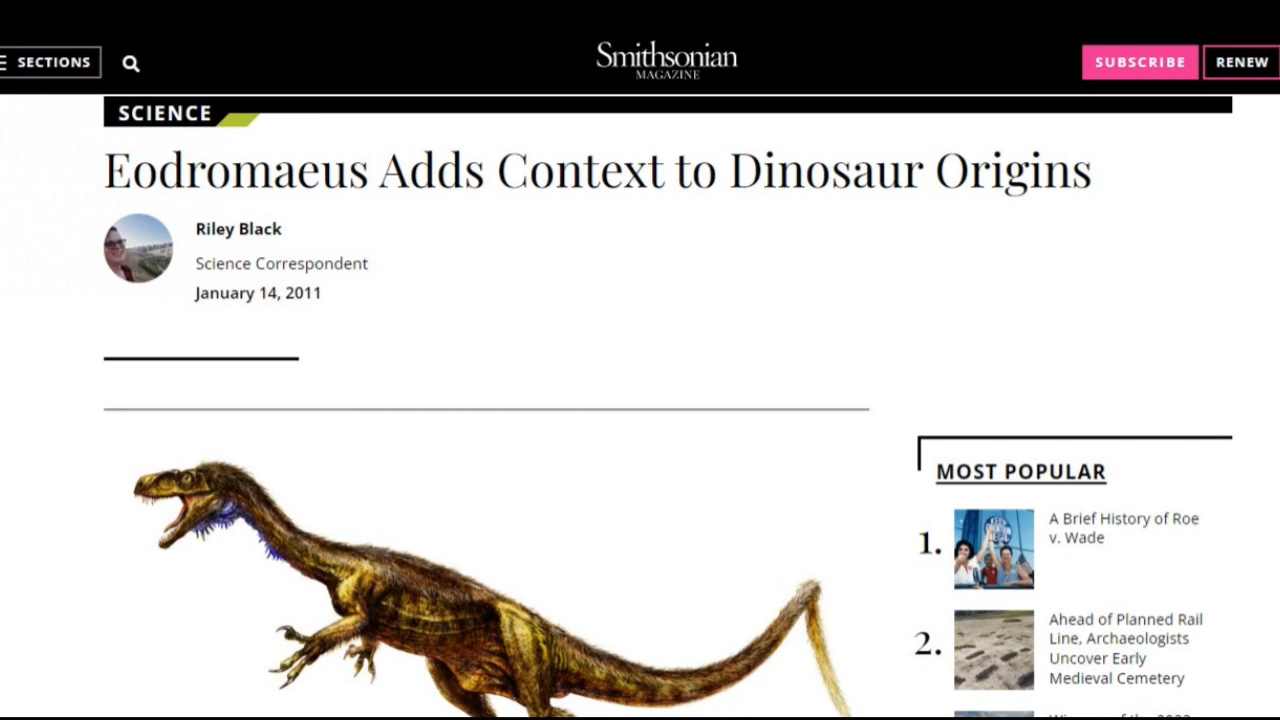 SECTIONS
Smithsonian
MAGAZINE
SUBSCRIBE
RENEW
SCIENCE
Eodromaeus Adds Context to Dinosaur Origins
Riley Black
Science Correspondent
January 14, 2011
MOST POPULAR
1.
A Brief History of Roe
v. Wade
2.
Ahead of Planned Rail
Line, Archaeologists
Uncover Early
Medieval Cemetery